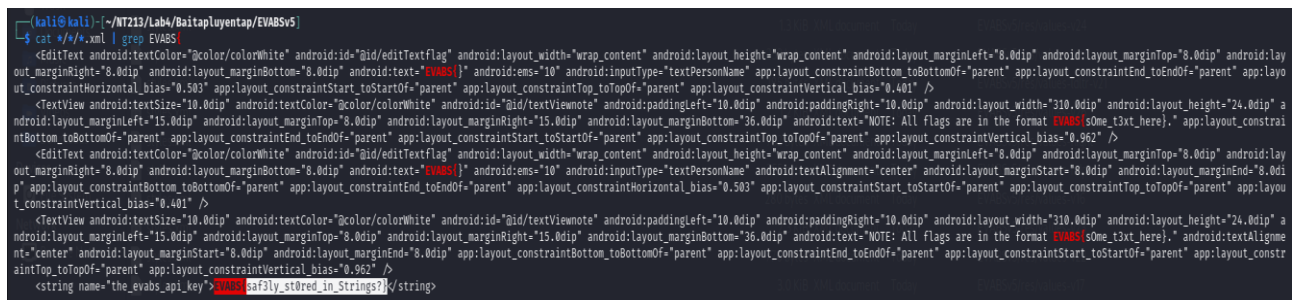 ┌──(kali㉿kali)-[~/NT213/Lab4/Baitapluyentap/EVABSv5]
└─$ cat */*/*.xml | grep EVABS{
    <EditText android:textColor="@color/colorWhite" android:id="@id/editTextflag" android:layout_width="wrap_content" android:layout_height="wrap_content" android:layout_marginLeft="8.0dip" android:layout_marginTop="8.0dip" android:lay
out_marginRight="8.0dip" android:layout_marginBottom="8.0dip" android:text="EVABS{}" android:ems="10" android:inputType="textPersonName" app:layout_constraintBottom_toBottomOf="parent" app:layout_constraintEnd_toEndOf="parent" app:layo
ut_constraintHorizontal_bias="0.503" app:layout_constraintStart_toStartOf="parent" app:layout_constraintTop_toTopOf="parent" app:layout_constraintVertical_bias="0.401" />
    <TextView android:textSize="10.0dip" android:textColor="@color/colorWhite" android:id="@id/textViewnote" android:paddingLeft="10.0dip" android:paddingRight="10.0dip" android:layout_width="310.0dip" android:layout_height="24.0dip" a
ndroid:layout_marginLeft="15.0dip" android:layout_marginTop="8.0dip" android:layout_marginRight="15.0dip" android:layout_marginBottom="36.0dip" android:text="NOTE: All flags are in the format EVABS{sOme_t3xt_here}." app:layout_constrai
ntBottom_toBottomOf="parent" app:layout_constraintEnd_toEndOf="parent" app:layout_constraintStart_toStartOf="parent" app:layout_constraintTop_toTopOf="parent" app:layout_constraintVertical_bias="0.962" />
    <EditText android:textColor="@color/colorWhite" android:id="@id/editTextflag" android:layout_width="wrap_content" android:layout_height="wrap_content" android:layout_marginLeft="8.0dip" android:layout_marginTop="8.0dip" android:lay
out_marginRight="8.0dip" android:layout_marginBottom="8.0dip" android:text="EVABS{}" android:ems="10" android:inputType="textPersonName" android:textAlignment="center" android:layout_marginStart="8.0dip" android:layout_marginEnd="8.0di
p" app:layout_constraintBottom_toBottomOf="parent" app:layout_constraintEnd_toEndOf="parent" app:layout_constraintHorizontal_bias="0.503" app:layout_constraintStart_toStartOf="parent" app:layout_constraintTop_toTopOf="parent" app:layou
t_constraintVertical_bias="0.401" />
    <TextView android:textSize="10.0dip" android:textColor="@color/colorWhite" android:id="@id/textViewnote" android:paddingLeft="10.0dip" android:paddingRight="10.0dip" android:layout_width="310.0dip" android:layout_height="24.0dip" a
ndroid:layout_marginLeft="15.0dip" android:layout_marginTop="8.0dip" android:layout_marginRight="15.0dip" android:layout_marginBottom="36.0dip" android:text="NOTE: All flags are in the format EVABS{sOme_t3xt_here}." android:textAlignme
nt="center" android:layout_marginStart="8.0dip" android:layout_marginEnd="8.0dip" app:layout_constraintBottom_toBottomOf="parent" app:layout_constraintEnd_toEndOf="parent" app:layout_constraintStart_toStartOf="parent" app:layout_constr
aintTop_toTopOf="parent" app:layout_constraintVertical_bias="0.962" />
    <string name="the_evabs_api_key">EVABS{saf3ly_st0red_in_Strings?}</string>